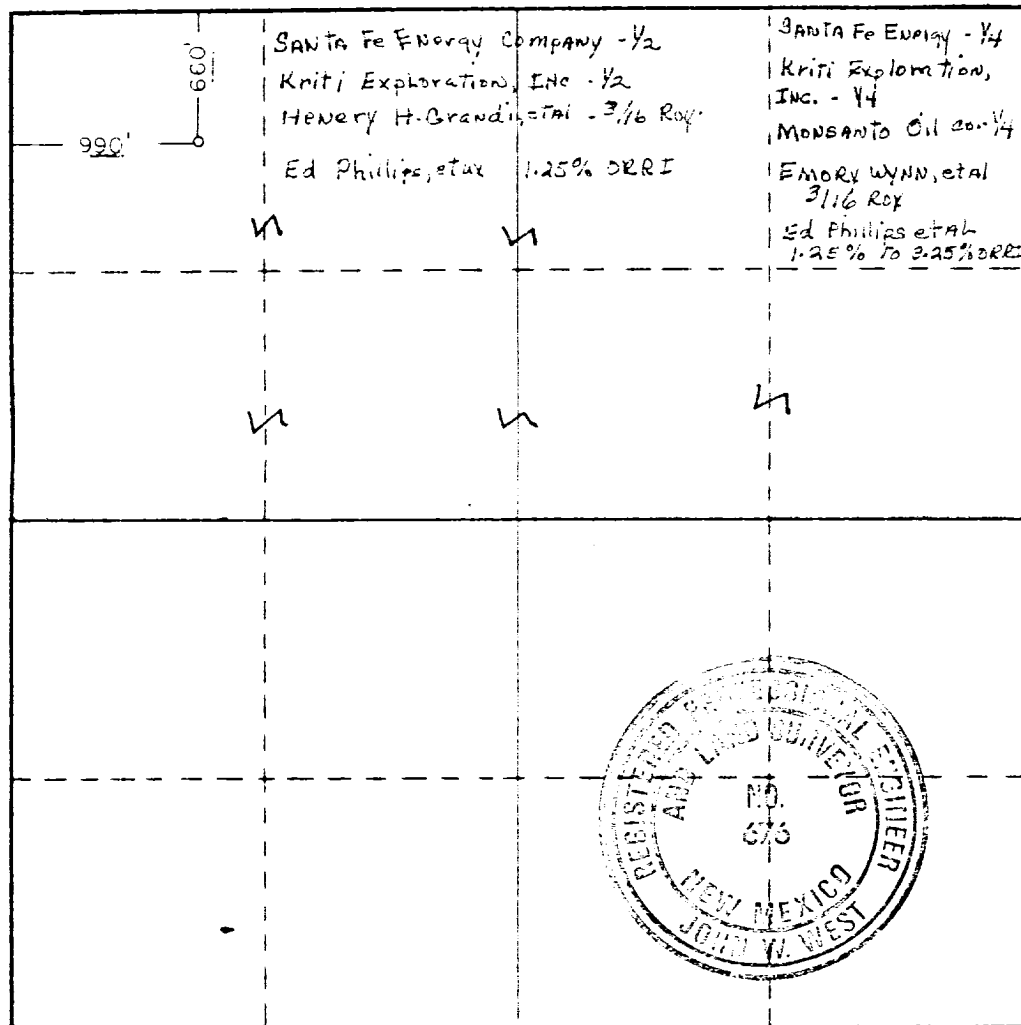 660'
990'
SANTA Fe ENergy Company - 1/2
Kriti Exploration, INC - 1/2
HENery H. Grandi, etAl - 3/16 Roy.
Ed Phillips, etux 1.25% ORRI
SANTA Fe ENergy - 1/4
Kriti Exploration,
INC. - 1/4
MONSANTO Oil co. - 1/4
EMORY WYNN, etAl
3/16 Roy
Ed Phillips etAL
1.25% TO 3.25% ORRI
REGISTERED PROFESSIONAL ENGINEER
AND LAND SURVEYOR
NO.
676
NEW MEXICO
JOHN W. WEST